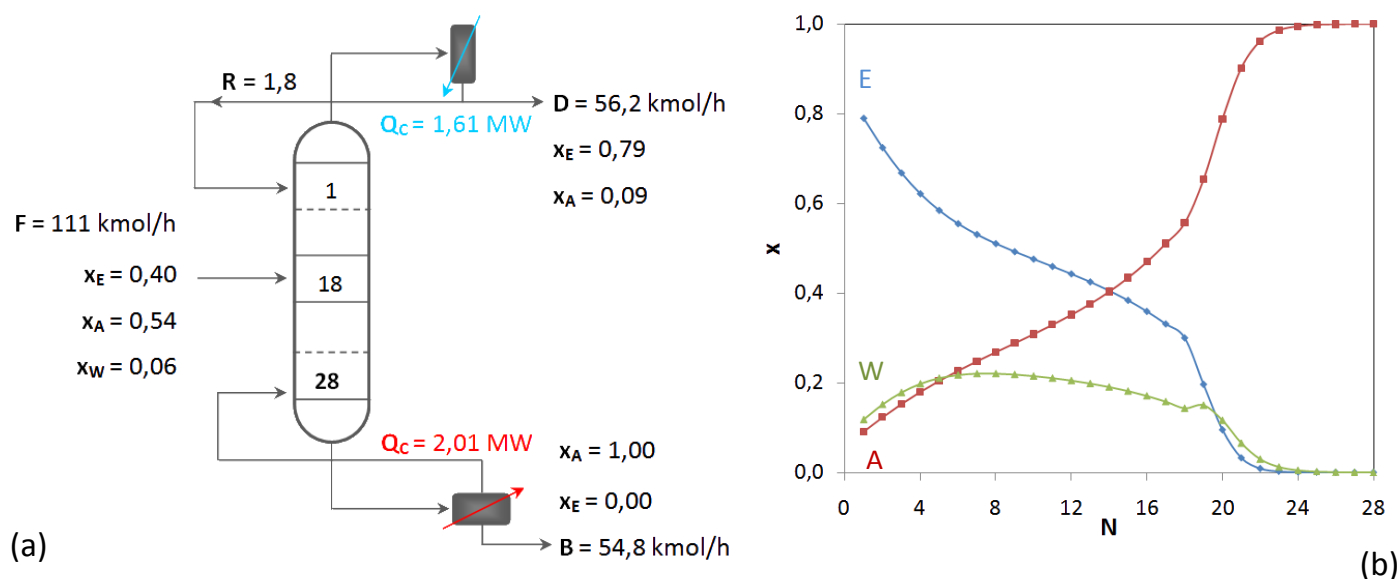 R = 1,8
Q_C = 1,61 MW
D = 56,2 kmol/h
x_E = 0,79
x_A = 0,09
1
F = 111 kmol/h
x_E = 0,40
18
x_A = 0,54
x_W = 0,06
28
Q_C = 2,01 MW
x_A = 1,00
x_E = 0,00
B = 54,8 kmol/h
(a)
1,0
0,8
0,6
0,4
0,2
0,0
x
E
W
A
0 4 8 12 16 20 24 28
N
(b)